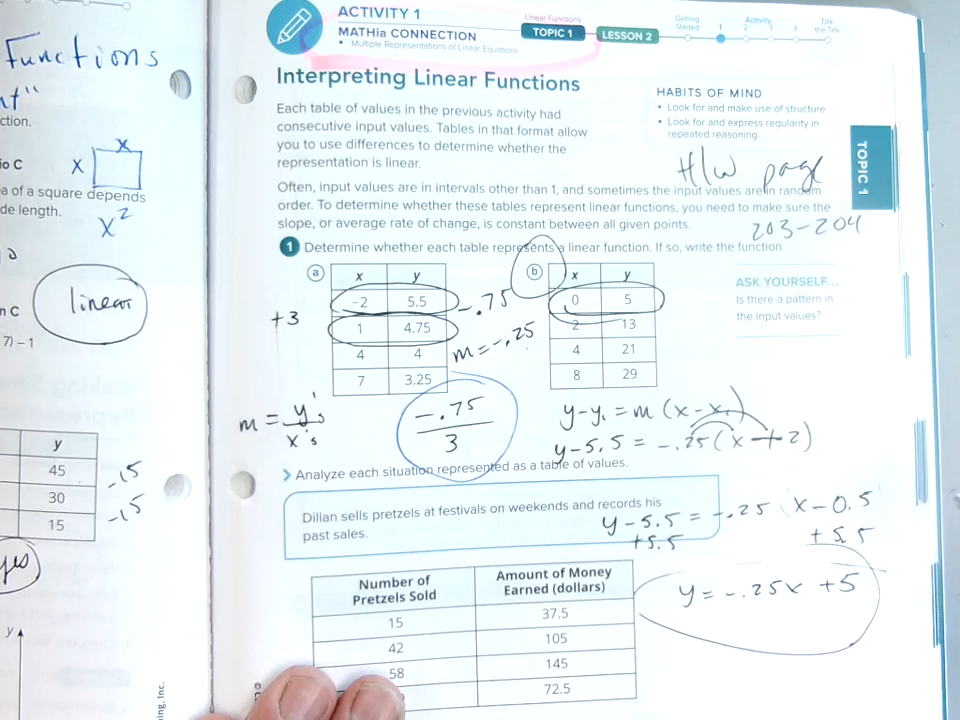 Functions
nt"
ction.
io C
x
x
a of a square depends
de length.
x²
n C
linear
7) – 1
y
45
30
15
-15
-15
yes
y
ning, Inc.
ACTIVITY 1
MATHia CONNECTION
• Multiple Representations of Linear Equations
Linear Functions
TOPIC 1
LESSON 2
Getting Started
1
Activity
2
3
4
Talk the Talk
Interpreting Linear Functions
Each table of values in the previous activity had
consecutive input values. Tables in that format allow
you to use differences to determine whether the
representation is linear.
HABITS OF MIND
• Look for and make use of structure.
• Look for and express regularity in
repeated reasoning.
TOPIC 1
H/W page
203-204
Often, input values are in intervals other than 1, and sometimes the input values are in random
order. To determine whether these tables represent linear functions, you need to make sure the
slope, or average rate of change, is constant between all given points.
1 Determine whether each table represents a linear function. If so, write the function.
a
x y
-2 5.5
1 4.75
4 4
7 3.25
+3
-.75
m=-.25
b
x y
0 5
2 13
4 21
8 29
ASK YOURSELF...
Is there a pattern in
the input values?
m = y's
x's
-.75
3
y-y₁ = m(x-x₁)
y-5.5 = -.25(x+2)
Analyze each situation represented as a table of values.
Dillan sells pretzels at festivals on weekends and records his
past sales.
y-5.5 = -.25x-0.5
+5.5 +5.5
y=-.25x +5
Number of Pretzels Sold
Amount of Money Earned (dollars)
15 37.5
42 105
58 145
72.5